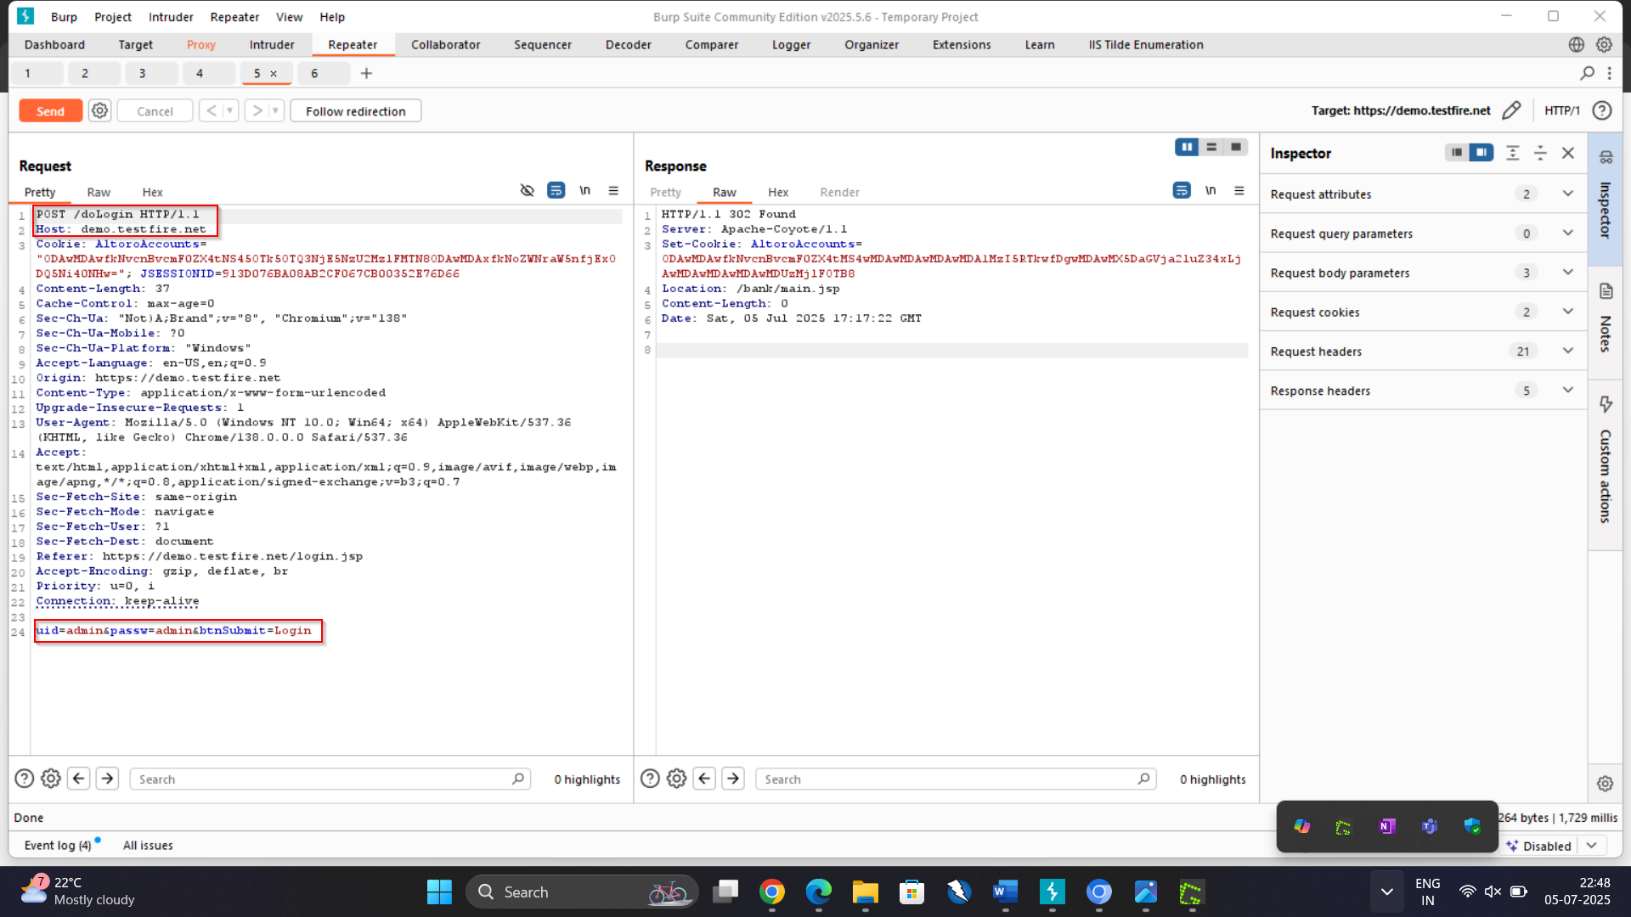 Burp Project Intruder Repeater View Help
Burp Suite Community Edition v2025.5.6 - Temporary Project
Dashboard Target Proxy Intruder Repeater Collaborator Sequencer Decoder Comparer Logger Organizer Extensions Learn IIS Tilde Enumeration
1 2 3 4 5 × 6 +
Send Cancel < > Follow redirection
Target: https://demo.testfire.net HTTP/1
Request
Pretty Raw Hex
\n
1 POST /doLogin HTTP/1.1
2 Host: demo.testfire.net
3 Cookie: AltoroAccounts=
4 Content-Length: 37
5 Cache-Control: max-age=0
6 Sec-Ch-Ua: "Not)A;Brand";v="8", "Chromium";v="138"
7 Sec-Ch-Ua-Mobile: ?0
8 Sec-Ch-Ua-Platform: "Windows"
9 Accept-Language: en-US,en;q=0.9
10 Origin: https://demo.testfire.net
11 Content-Type: application/x-www-form-urlencoded
12 Upgrade-Insecure-Requests: 1
13 User-Agent: Mozilla/5.0 (Windows NT 10.0; Win64; x64) AppleWebKit/537.36
(KHTML, like Gecko) Chrome/138.0.0.0 Safari/537.36
14 Accept:
text/html,application/xhtml+xml,application/xml;q=0.9,image/avif,image/webp,im
age/apng,*/*;q=0.8,application/signed-exchange;v=b3;q=0.7
15 Sec-Fetch-Site: same-origin
16 Sec-Fetch-Mode: navigate
17 Sec-Fetch-User: ?1
18 Sec-Fetch-Dest: document
19 Referer: https://demo.testfire.net/login.jsp
20 Accept-Encoding: gzip, deflate, br
21 Priority: u=0, i
22 Connection: keep-alive
23
24 uid=admin&passw=admin&btnSubmit=Login
Search
0 highlights
Response
Pretty Raw Hex Render
\n
1 HTTP/1.1 302 Found
2 Server: Apache-Coyote/1.1
3 Set-Cookie: AltoroAccounts=
4 Location: /bank/main.jsp
5 Content-Length: 0
6 Date: Sat, 05 Jul 2025 17:17:22 GMT
7
8
Search
0 highlights
Inspector
Request attributes 2
Request query parameters 0
Request body parameters 3
Request cookies 2
Request headers 21
Response headers 5
Inspector
Notes
Custom actions
Done
264 bytes | 1,729 millis
Event log (4) All issues
Disabled
7
22°C
Mostly cloudy
Search
ENG
IN
22:48
05-07-2025